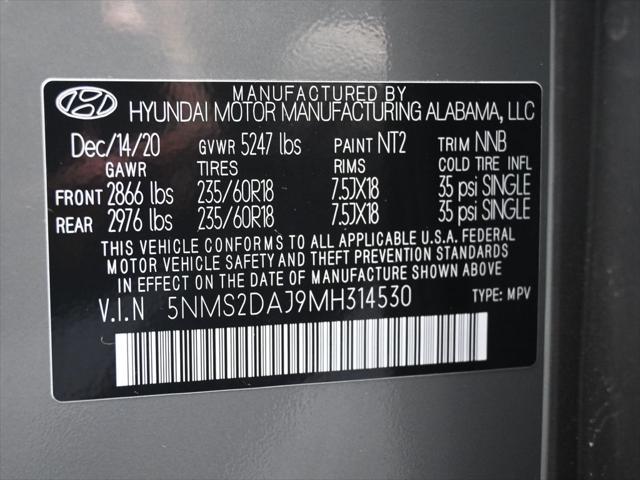 MANUFACTURED BY
HYUNDAI MOTOR MANUFACTURING ALABAMA, LLC
Dec/14/20 GVWR 5247 lbs PAINT NT2 TRIM NNB
GAWR TIRES RIMS COLD TIRE INFL
FRONT 2866 lbs 235/60R18 7.5JX18 35 psi SINGLE
REAR 2976 lbs 235/60R18 7.5JX18 35 psi SINGLE
THIS VEHICLE CONFORMS TO ALL APPLICABLE U.S.A. FEDERAL
MOTOR VEHICLE SAFETY AND THEFT PREVENTION STANDARDS
IN EFFECT ON THE DATE OF MANUFACTURE SHOWN ABOVE
V.I.N 5NMS2DAJ9MH314530 TYPE: MPV